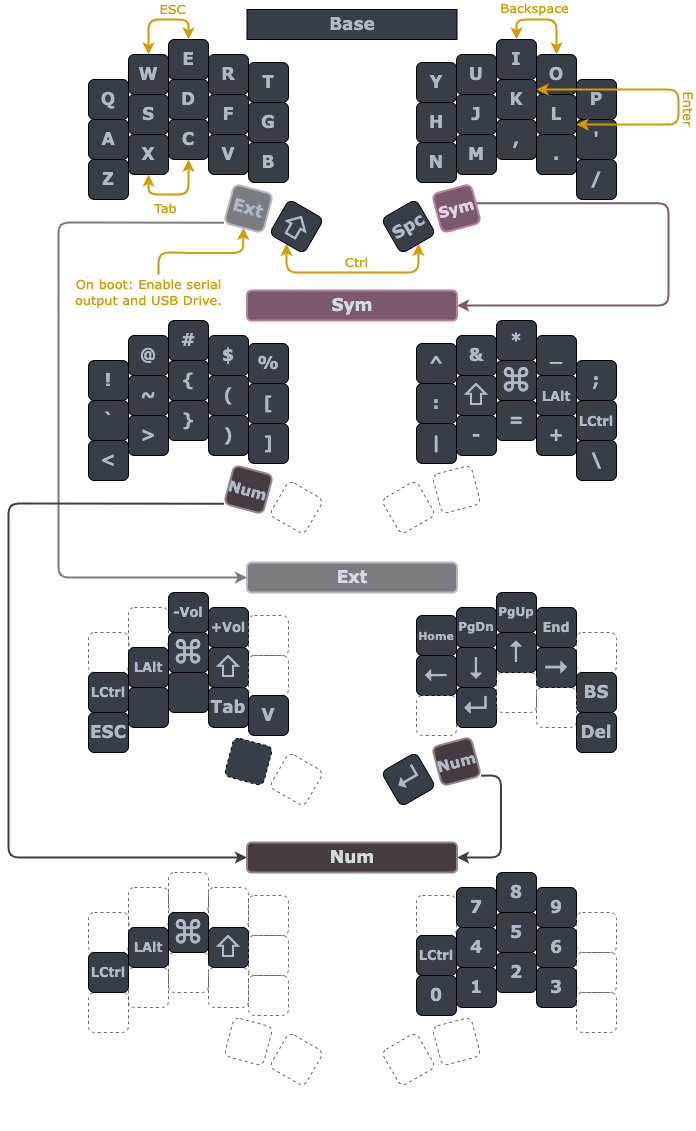 ESC
Base
Backspace
E
I
W
R
T
Y
U
O
Q
D
K
P
S
F
J
L
A
C
G
H
,
'
X
V
B
N
M
.
Z
/
Enter
Tab
Ext
⇧
Spc
Sym
Ctrl
On boot: Enable serial
output and USB Drive.
Sym
#
*
@
$
%
^
&
_
!
{
⌘
;
~
(
[
:
⇧
LAlt
`
}
=
LCtrl
>
)
]
|
-
+
<
\
Num
Ext
-Vol
PgUp
+Vol
Home
PgDn
End
⌘
↑
LAlt
⇧
←
↓
→
LCtrl
BS
Tab
V
↵
ESC
Del
↵
Num
Num
8
7
9
⌘
5
LAlt
⇧
LCtrl
4
6
LCtrl
2
0
1
3